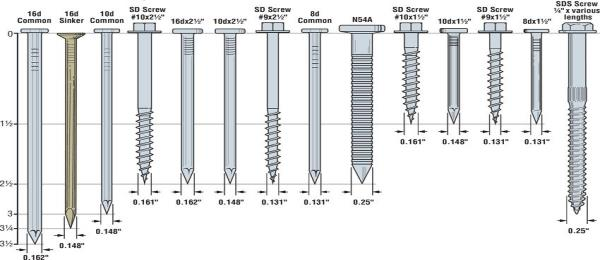 16d
Common
16d
Sinker
10d
Common
SD Screw
#10x2½"
16dx2½"
10dx2½"
SD Screw
#9x2½"
8d
Common
N54A
SD Screw
#10x1½"
10dx1½"
SD Screw
#9x1½"
8dx1½"
SDS Screw
¼" x various
lengths
0
1½
2½
3
3¼
3½
0.162"
0.148"
0.148"
0.161"
0.162"
0.148"
0.131"
0.131"
0.25"
0.161"
0.148"
0.131"
0.131"
0.25"